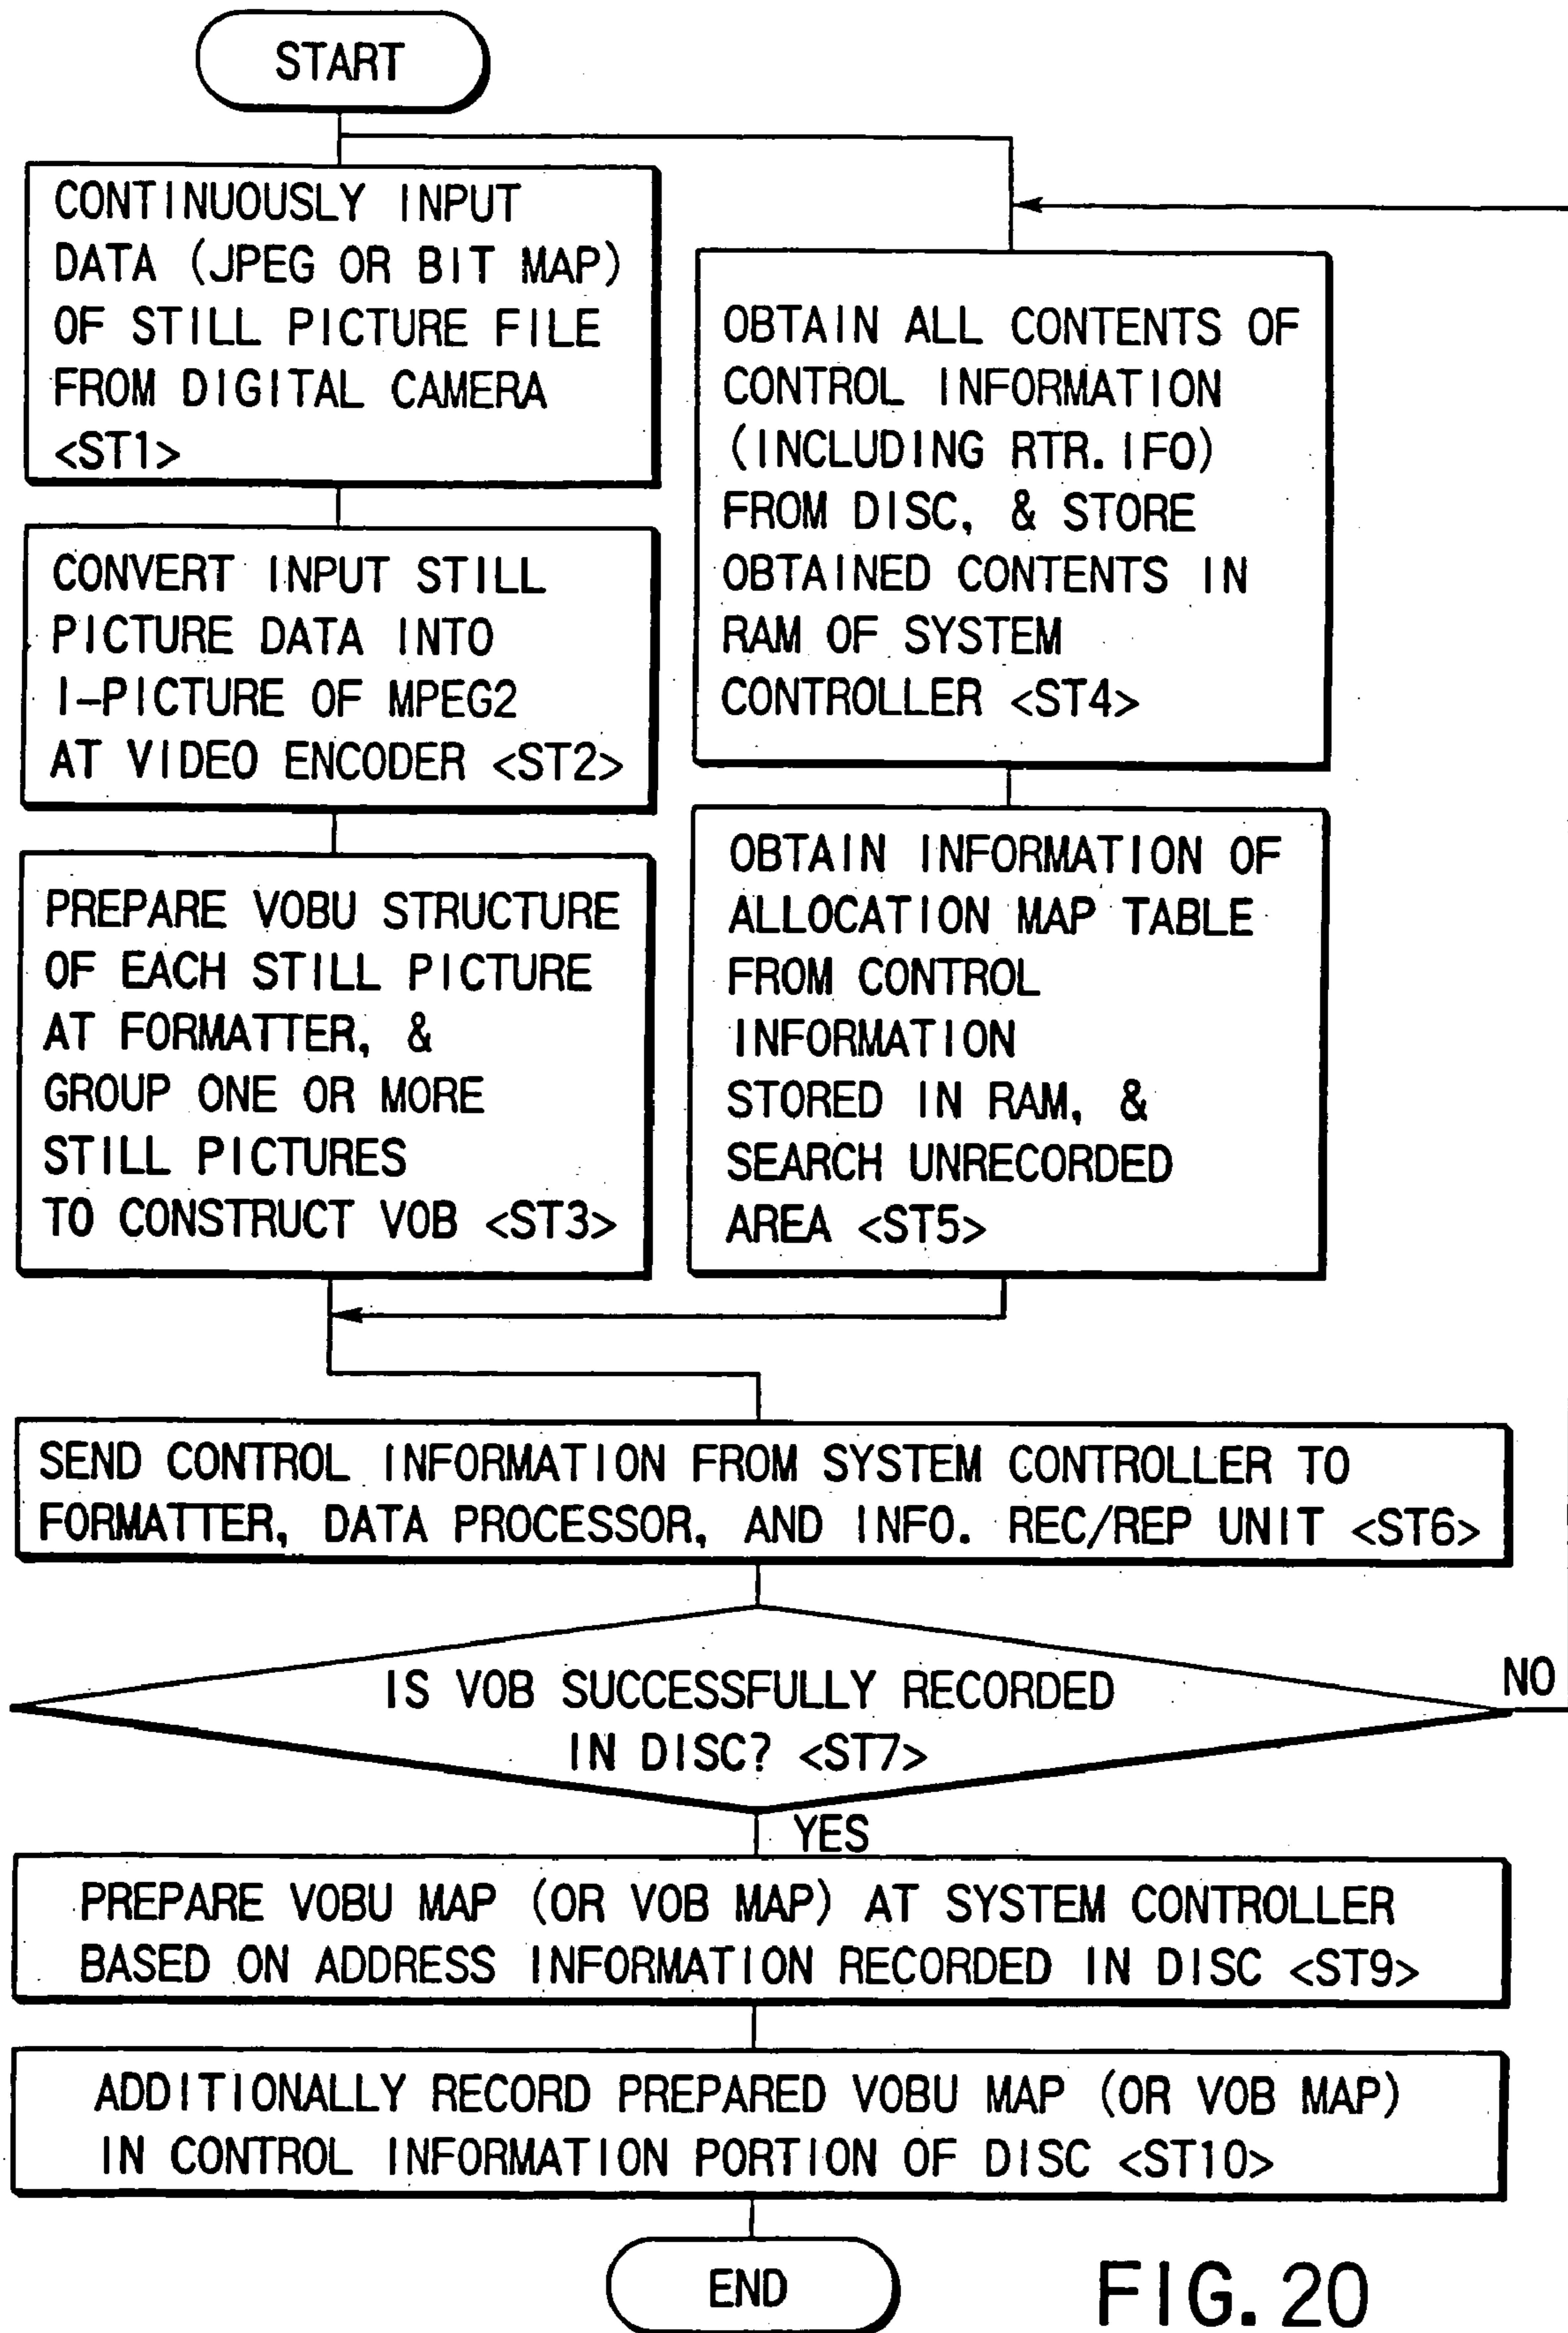 START
CONTINUOUSLY INPUT
DATA (JPEG OR BIT MAP)
OF STILL PICTURE FILE
FROM DIGITAL CAMERA
<ST1>
CONVERT INPUT STILL
PICTURE DATA INTO
I-PICTURE OF MPEG2
AT VIDEO ENCODER <ST2>
PREPARE VOBU STRUCTURE
OF EACH STILL PICTURE
AT FORMATTER, &
GROUP ONE OR MORE
STILL PICTURES
TO CONSTRUCT VOB <ST3>
OBTAIN ALL CONTENTS OF
CONTROL INFORMATION
(INCLUDING RTR.IFO)
FROM DISC, & STORE
OBTAINED CONTENTS IN
RAM OF SYSTEM
CONTROLLER <ST4>
OBTAIN INFORMATION OF
ALLOCATION MAP TABLE
FROM CONTROL
INFORMATION
STORED IN RAM, &
SEARCH UNRECORDED
AREA <ST5>
SEND CONTROL INFORMATION FROM SYSTEM CONTROLLER TO
FORMATTER, DATA PROCESSOR, AND INFO. REC/REP UNIT <ST6>
IS VOB SUCCESSFULLY RECORDED
IN DISC? <ST7>
NO
YES
PREPARE VOBU MAP (OR VOB MAP) AT SYSTEM CONTROLLER
BASED ON ADDRESS INFORMATION RECORDED IN DISC <ST9>
ADDITIONALLY RECORD PREPARED VOBU MAP (OR VOB MAP)
IN CONTROL INFORMATION PORTION OF DISC <ST10>
END
FIG. 20